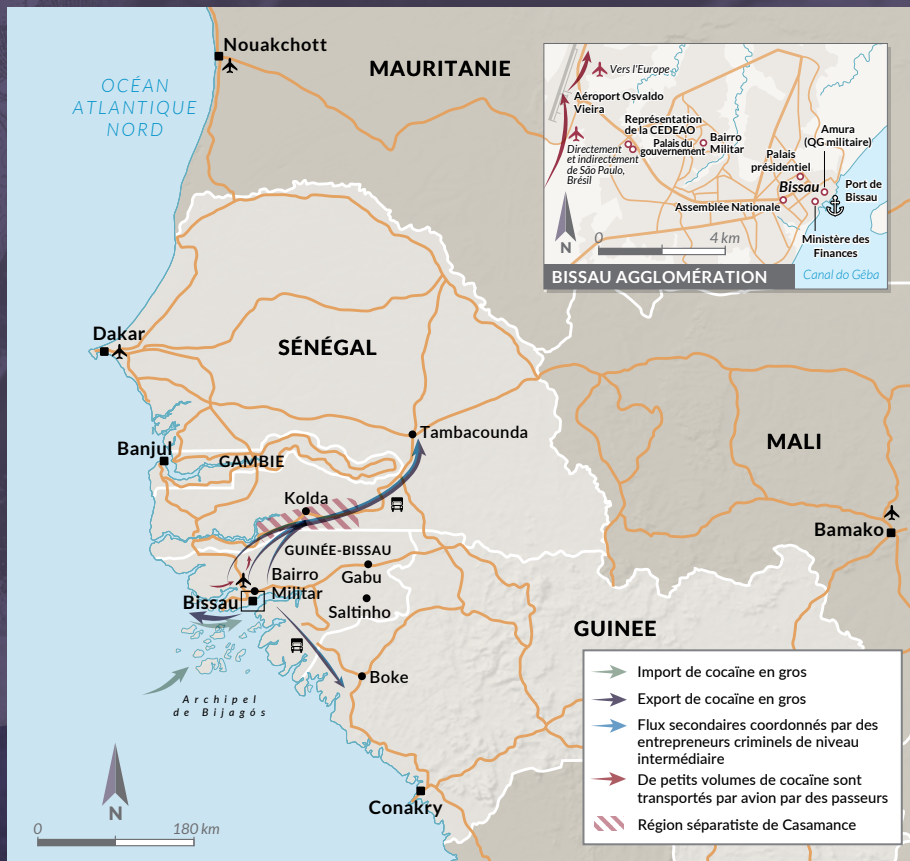 Nouakchott
MAURITANIE
OCÉAN
ATLANTIQUE
NORD
Vers l'Europe
Aéroport Osvaldo
Vieira
Représentation
de la CEDEAO
Palais du
gouvernement
Bairro
Militar
Amura
(QG militaire)
Directement
et indirectement
de São Paulo,
Brésil
Palais
présidentiel
Bissau
Port de
Bissau
Assemblée Nationale
Ministère des
Finances
N
0 4 km
BISSAU AGGLOMÉRATION
Canal do Gêba
Dakar
SÉNÉGAL
Tambacounda
Banjul
GAMBIE
MALI
Kolda
Bamako
GUINÉE-BISSAU
Gabu
Bairro
Militar
Bissau
Saltinho
GUINEE
Boke
Archipel
de Bijagós
Conakry
N
0 180 km
Import de cocaïne en gros
Export de cocaïne en gros
Flux secondaires coordonnés par des
entrepreneurs criminels de niveau
intermédiaire
De petits volumes de cocaïne sont
transportés par avion par des passeurs
Région séparatiste de Casamance